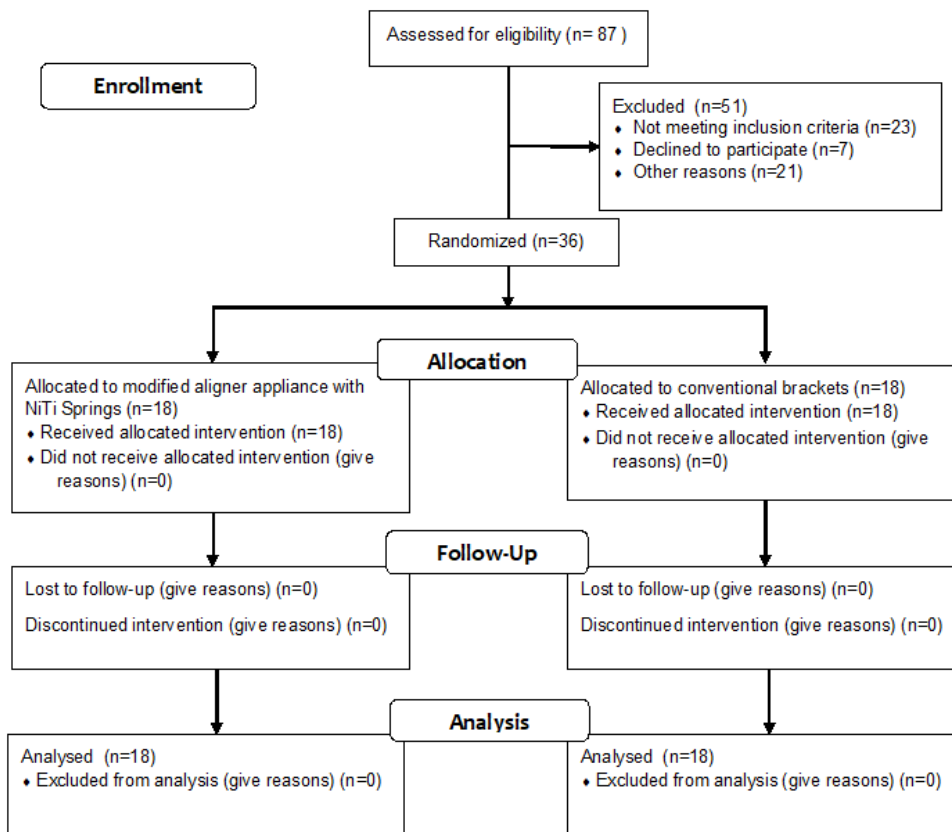 Assessed for eligibility (n= 87 )
Enrollment
Excluded (n=51)
♦ Not meeting inclusion criteria (n=23)
♦ Declined to participate (n=7)
♦ Other reasons (n=21)
Randomized (n=36)
Allocation
Allocated to modified aligner appliance with
NiTi Springs (n=18)
♦ Received allocated intervention (n=18)
♦ Did not receive allocated intervention (give
reasons) (n=0)
Allocated to conventional brackets (n=18)
♦ Received allocated intervention (n=18)
♦ Did not receive allocated intervention (give
reasons) (n=0)
Follow-Up
Lost to follow-up (give reasons) (n=0)
Discontinued intervention (give reasons) (n=0)
Lost to follow-up (give reasons) (n=0)
Discontinued intervention (give reasons) (n=0)
Analysis
Analysed (n=18)
♦ Excluded from analysis (give reasons) (n=0)
Analysed (n=18)
♦ Excluded from analysis (give reasons) (n=0)